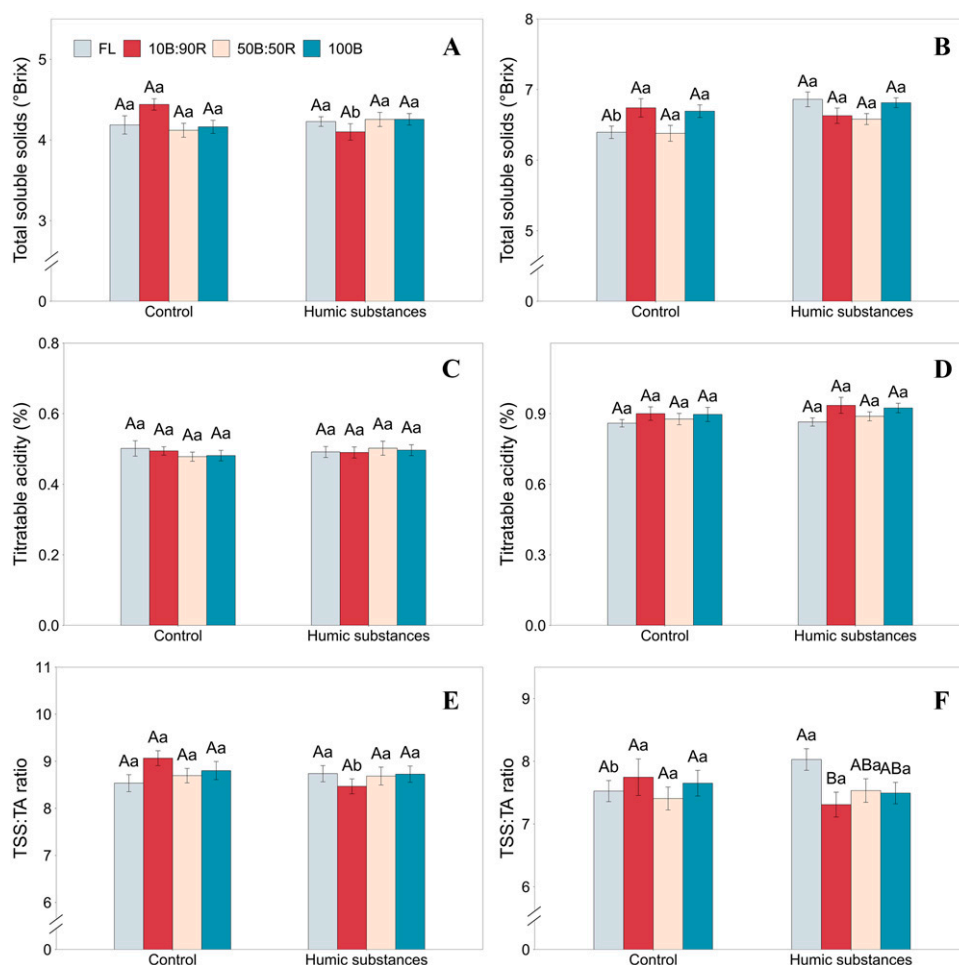 FL 10B:90R 50B:50R 100B
A
Total soluble solids (°Brix)
5
4
3
0
Aa Aa Aa Aa Aa Ab Aa Aa
Control Humic substances
B
Total soluble solids (°Brix)
8
7
6
5
0
Ab Aa Aa Aa Aa Aa Aa Aa
Control Humic substances
C
Titratable acidity (%)
0.8
0.6
0.4
0.2
0.0
Aa Aa Aa Aa Aa Aa Aa Aa
Control Humic substances
D
Titratable acidity (%)
0.9
0.6
0.3
0.0
Aa Aa Aa Aa Aa Aa Aa Aa
Control Humic substances
E
TSS:TA ratio
11
10
9
8
7
6
0
Aa Aa Aa Aa Aa Ab Aa Aa
Control Humic substances
F
TSS:TA ratio
9
8
7
6
0
Ab Aa Aa Aa Aa Ba ABa ABa
Control Humic substances